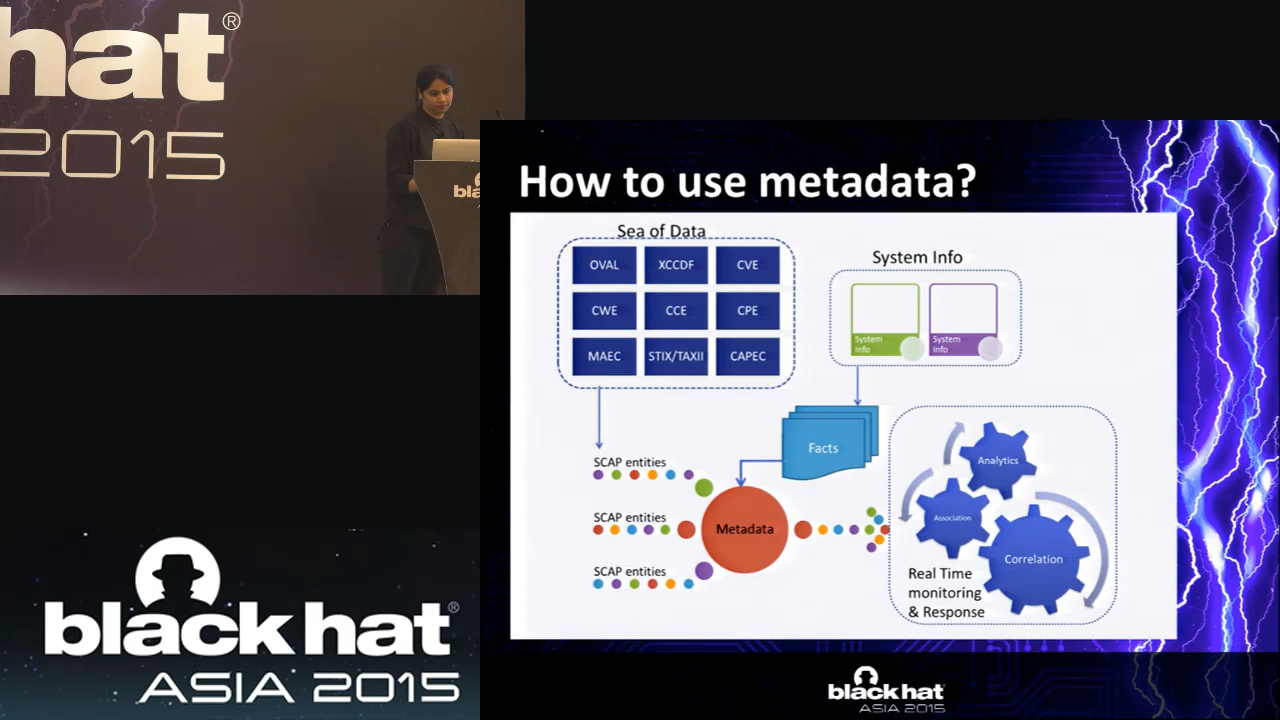 hat®
2015
bla
How to use metadata?
Sea of Data
OVAL XCCDF CVE
CWE CCE CPE
MAEC STIX/TAXII CAPEC
System Info
System
Info
System
Info
Facts
SCAP entities
SCAP entities
SCAP entities
Metadata
Analytics
Association
Correlation
Real Time
monitoring
& Response
black hat®
ASIA 2015
black hat
ASIA 2015